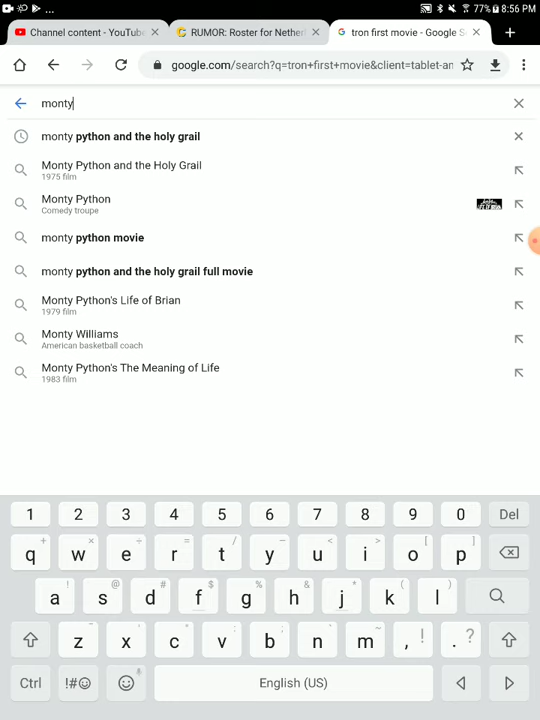 ... 77% 8:56 PM
Channel content - YouTube
RUMOR: Roster for Nether
tron first movie - Google S
google.com/search?q=tron+first+movie&client=tablet-an
monty
monty python and the holy grail
Monty Python and the Holy Grail
1975 film
Monty Python
Comedy troupe
monty python movie
monty python and the holy grail full movie
Monty Python's Life of Brian
1979 film
Monty Williams
American basketball coach
Monty Python's The Meaning of Life
1983 film
1 2 3 4 5 6 7 8 9 0 Del
+ × ÷ = / _ < > [ ]
q w e r t y u i o p
! @ # $ % ^ & * ( )
a s d f g h j k l
- ' " : ; , ?
z x c v b n m , ! . ?
Ctrl !#☺ English (US)